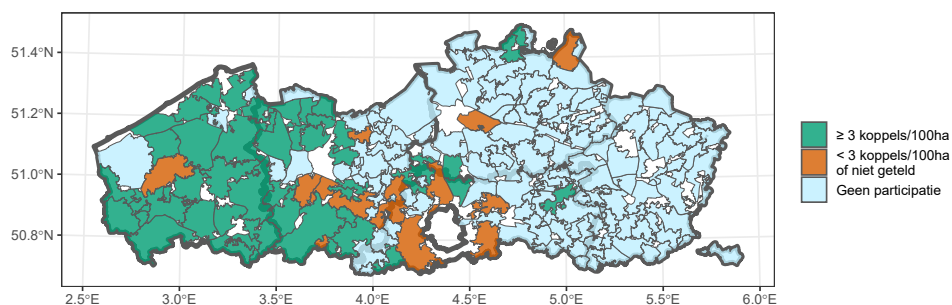 51.4°N
51.2°N
51.0°N
50.8°N
2.5°E
3.0°E
3.5°E
4.0°E
4.5°E
5.0°E
5.5°E
6.0°E
≥ 3 koppels/100ha
< 3 koppels/100ha
of niet geteld
Geen participatie